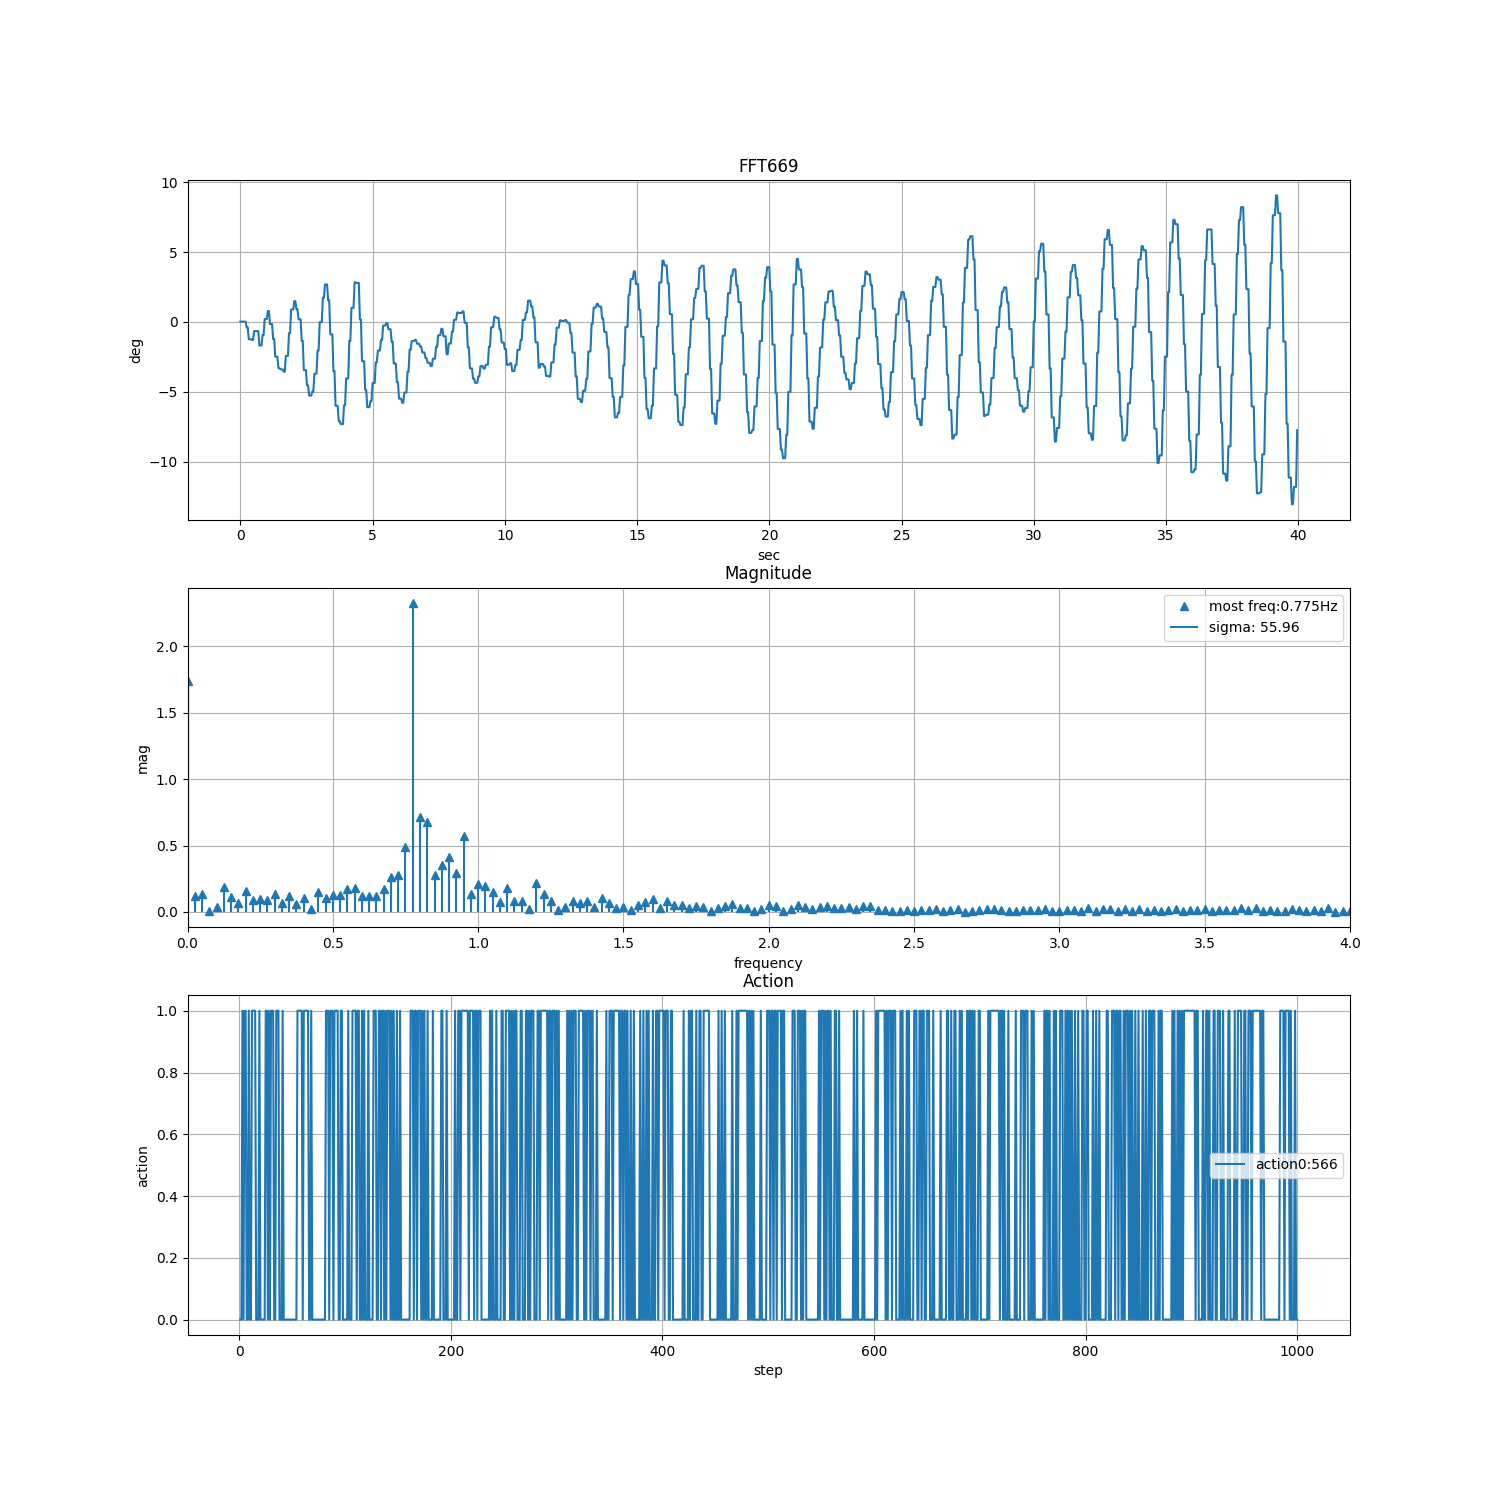 FFT669
10
5
0
−5
−10
deg
0 5 10 15 20 25 30 35 40
sec
Magnitude
most freq:0.775Hz
sigma: 55.96
2.0
1.5
1.0
0.5
0.0
mag
0.0 0.5 1.0 1.5 2.0 2.5 3.0 3.5 4.0
frequency
Action
1.0
0.8
0.6
0.4
0.2
0.0
action
action0:566
0 200 400 600 800 1000
step